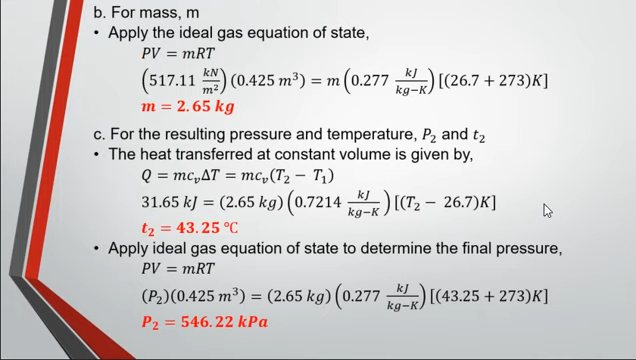 b. For mass, m
• Apply the ideal gas equation of state,
PV = mRT
(517.11 kN/m²)(0.425 m³) = m (0.277 kJ/kg−K) [(26.7 + 273)K]
m = 2.65 kg
c. For the resulting pressure and temperature, P₂ and t₂
• The heat transferred at constant volume is given by,
Q = mcᵥΔT = mcᵥ(T₂ − T₁)
31.65 kJ = (2.65 kg) (0.7214 kJ/kg−K) [(T₂ − 26.7)K]
t₂ = 43.25 °C
• Apply ideal gas equation of state to determine the final pressure,
PV = mRT
(P₂)(0.425 m³) = (2.65 kg) (0.277 kJ/kg−K) [(43.25 + 273)K]
P₂ = 546.22 kPa